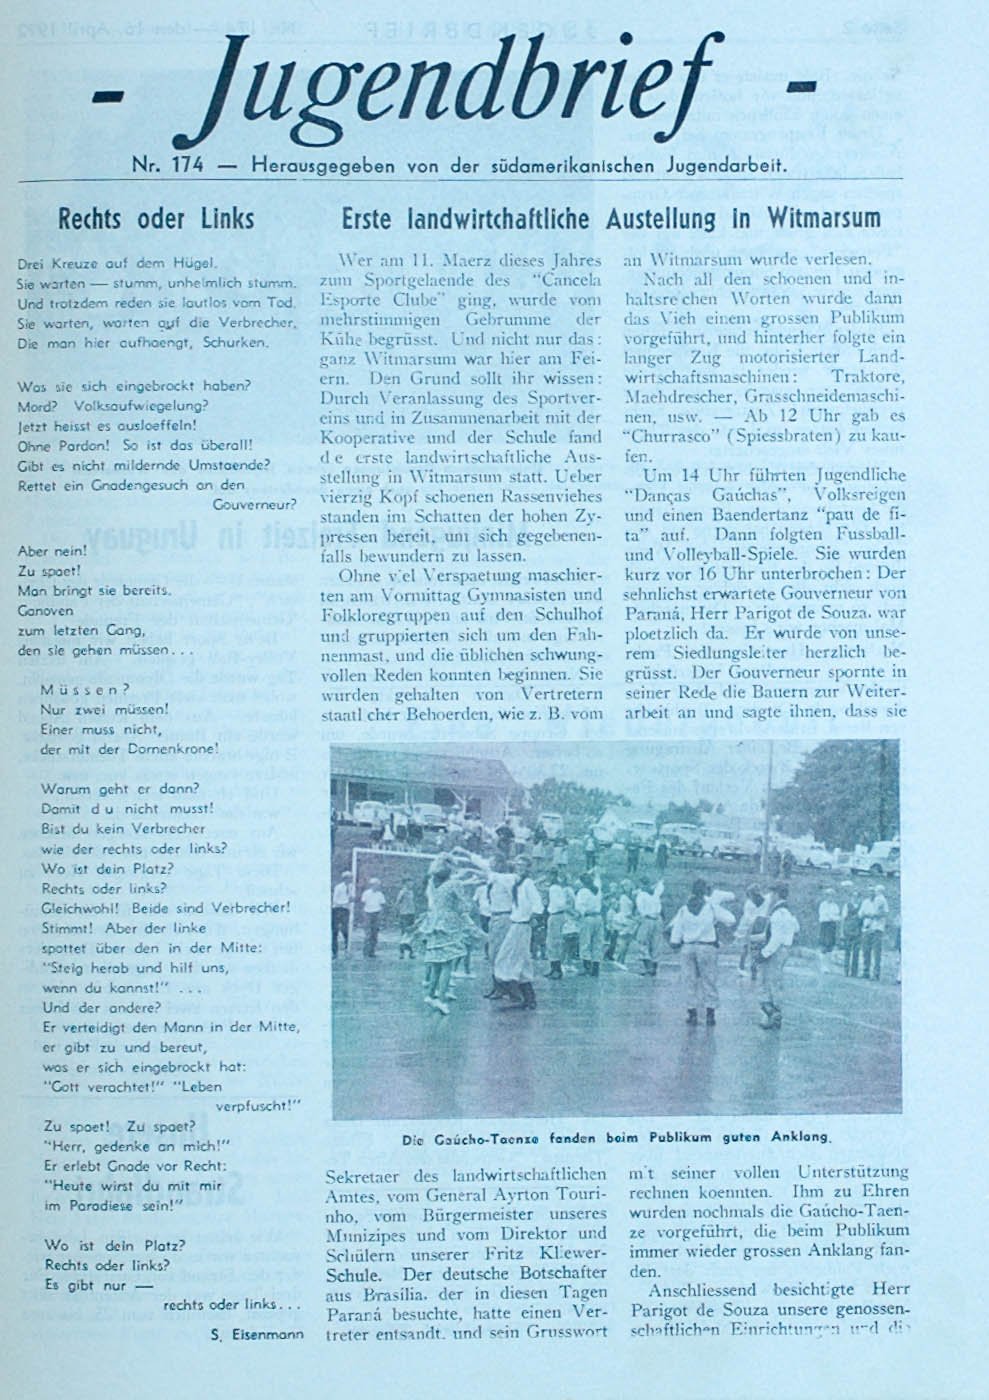 - Jugendbrief -
Nr. 174 — Herausgegeben von der südamerikanischen Jugendarbeit.
Rechts oder Links
Drei Kreuze auf dem Hügel.
Sie warten — stumm, unheimlich stumm.
Und trotzdem reden sie lautlos vom Tod.
Sie warten, warten auf die Verbrecher,
Die man hier aufhaengt, Schurken.
Was sie sich eingebrockt haben?
Mord? Volksaufwiegelung?
Jetzt heisst es ausloeffeln!
Ohne Pardon! So ist das überall!
Gibt es nicht mildernde Umstaende?
Rettet ein Gnadengesuch an den
Gouverneur?
Aber nein!
Zu spaet!
Man bringt sie bereits.
Ganoven
zum letzten Gang,
den sie gehen müssen...
Müssen?
Nur zwei müssen!
Einer muss nicht,
der mit der Dornenkrone!
Warum geht er dann?
Damit du nicht musst!
Bist du kein Verbrecher
wie der rechts oder links?
Wo ist dein Platz?
Rechts oder links?
Gleichwohl! Beide sind Verbrecher!
Stimmt! Aber der linke
spottet über den in der Mitte:
"Steig herab und hilf uns,
wenn du kannst!" ...
Und der andere?
Er verteidigt den Mann in der Mitte,
er gibt zu und bereut,
was er sich eingebrockt hat:
"Gott verachtet!" "Leben
verpfuscht!"
Zu spaet! Zu spaet?
"Herr, gedenke an mich!"
Er erlebt Gnade vor Recht:
"Heute wirst du mit mir
im Paradiese sein!"
Wo ist dein Platz?
Rechts oder links?
Es gibt nur —
rechts oder links...
S. Eisenmann
Erste landwirtchaftliche Austellung in Witmarsum
Wer am 11. Maerz dieses Jahres
zum Sportgelaende des "Cancela
Esporte Clube" ging, wurde vom
mehrstimmigen Gebrumme der
Kühe begrüsst. Und nicht nur das:
ganz Witmarsum war hier am Fei-
ern. Den Grund sollt ihr wissen:
Durch Veranlassung des Sportver-
eins und in Zusammenarbeit mit der
Kooperative und der Schule fand
d e erste landwirtschaftliche Aus-
stellung in Witmarsum statt. Ueber
vierzig Kopf schoenen Rassenviehes
standen im Schatten der hohen Zy-
pressen bereit, um sich gegebenen-
falls bewundern zu lassen.
Ohne viel Verspaetung maschier-
ten am Vormittag Gymnasisten und
Folkloregruppen auf den Schulhof
und gruppierten sich um den Fah-
nenmast, und die üblichen schwung-
vollen Reden konnten beginnen. Sie
wurden gehalten von Vertretern
staatl cher Behoerden, wie z. B. vom
an Witmarsum wurde verlesen.
Nach all den schoenen und in-
haltsre chen Worten wurde dann
das Vieh einem grossen Publikum
vorgeführt, und hinterher folgte ein
langer Zug motorisierter Land-
wirtschaftsmaschinen: Traktore,
Maehdrescher, Grasschneidemaschi-
nen, usw. — Ab 12 Uhr gab es
"Churrasco" (Spiessbraten) zu kau-
fen.
Um 14 Uhr führten Jugendliche
"Danças Gaúchas", Volksreigen
und einen Baendertanz "pau de fi-
ta" auf. Dann folgten Fussball-
und Volleyball-Spiele. Sie wurden
kurz vor 16 Uhr unterbrochen: Der
sehnlichst erwartete Gouverneur von
Paraná, Herr Parigot de Souza, war
ploetzlich da. Er wurde von unse-
rem Siedlungsleiter herzlich be-
grüsst. Der Gouverneur spornte in
seiner Rede die Bauern zur Weiter-
arbeit an und sagte ihnen, dass sie
Die Gaúcho-Taenze fanden beim Publikum guten Anklang.
Sekretaer des landwirtschaftlichen
Amtes, vom General Ayrton Touri-
nho, vom Bürgermeister unseres
Munizipes und vom Direktor und
Schülern unserer Fritz Kliewer-
Schule. Der deutsche Botschafter
aus Brasília, der in diesen Tagen
Paraná besuchte, hatte einen Ver-
treter entsandt, und sein Grusswort
mit seiner vollen Unterstützung
rechnen koennten. Ihm zu Ehren
wurden nochmals die Gaúcho-Taen-
ze vorgeführt, die beim Publikum
immer wieder grossen Anklang fan-
den.
Anschliessend besichtigte Herr
Parigot de Souza unsere genossen-
schaftlichen Einrichtungen und die